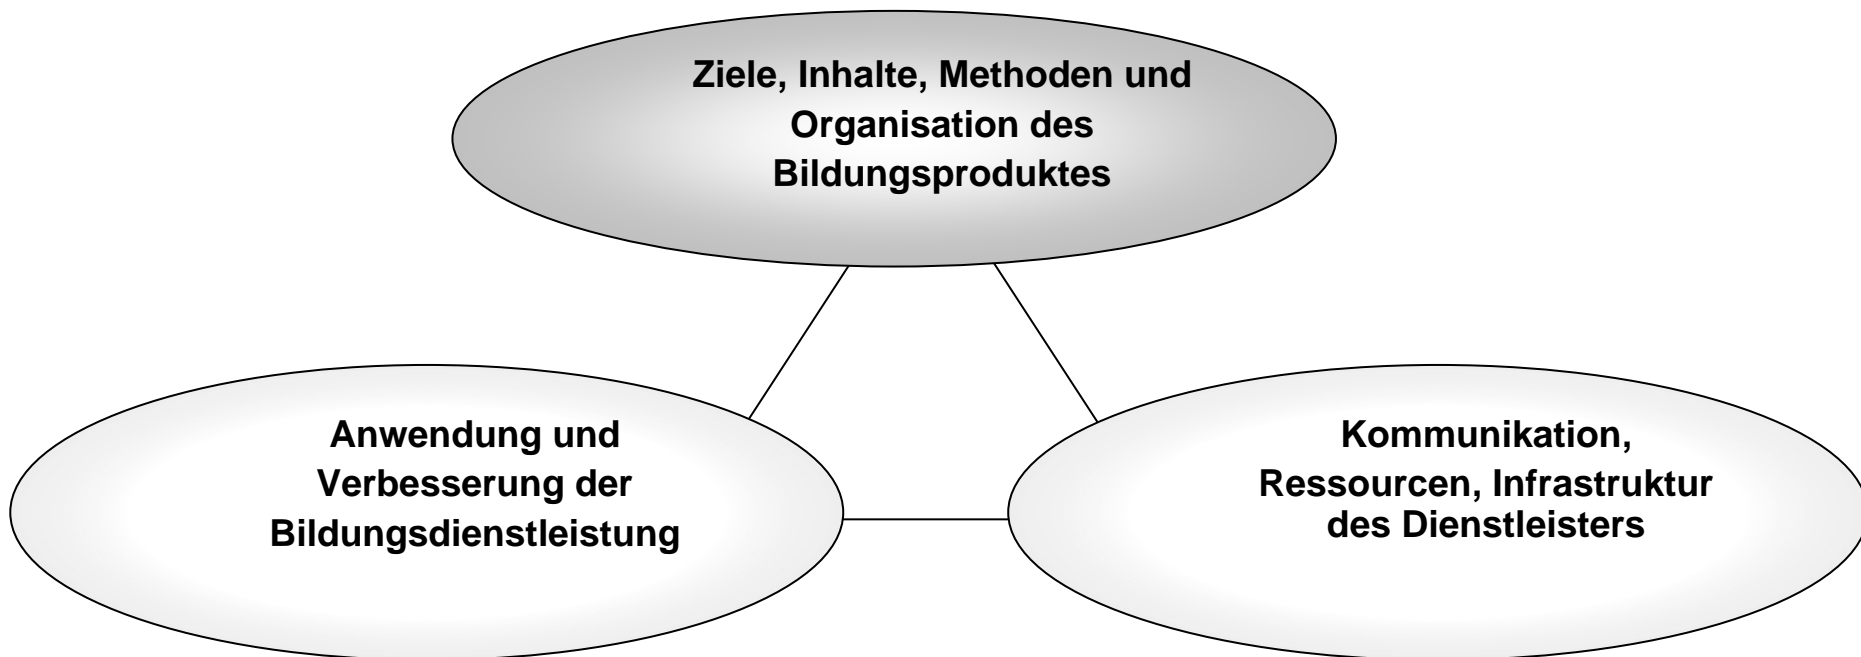 Ziele, Inhalte, Methoden und
Organisation des
Bildungsproduktes
Anwendung und
Verbesserung der
Bildungsdienstleistung
Kommunikation,
Ressourcen, Infrastruktur
des Dienstleisters